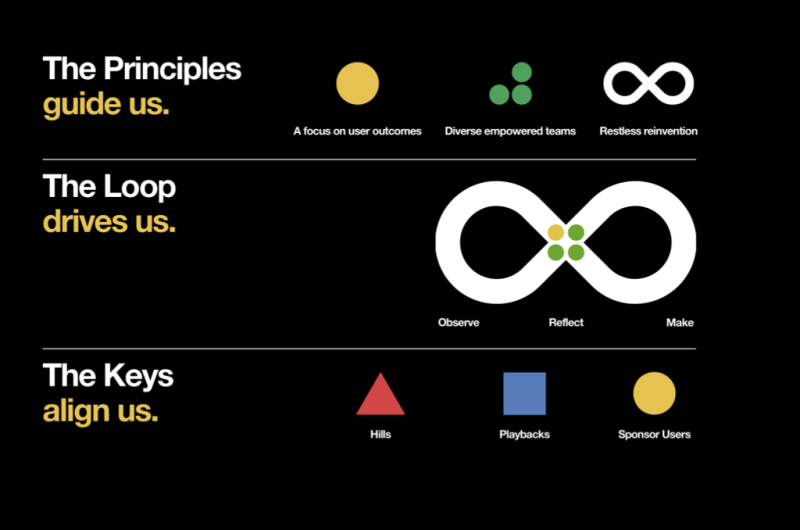 The Principles
guide us.
A focus on user outcomes
Diverse empowered teams
Restless reinvention
The Loop
drives us.
Observe
Reflect
Make
The Keys
align us.
Hills
Playbacks
Sponsor Users